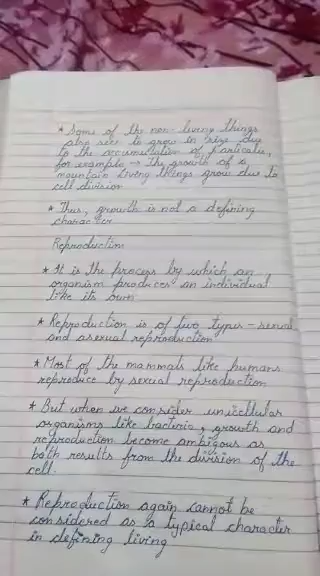 * Some of the non-living things
also seen to grow in size due
to the accumulation of particles,
for example → the growth of a
mountain living things grow due to
cell division
* Thus, growth is not a defining
character
Reproduction
* It is the process by which an
organism produces an individual
like its own
* Reproduction is of two types - sexual
and asexual reproduction
* Most of the mammals like humans
reproduce by sexual reproduction
* But when we consider unicellular
organisms like bacteria, growth and
reproduction become ambigous as
both results from the division of the
cell.
* Reproduction again cannot be
considered as a typical character
in defining living